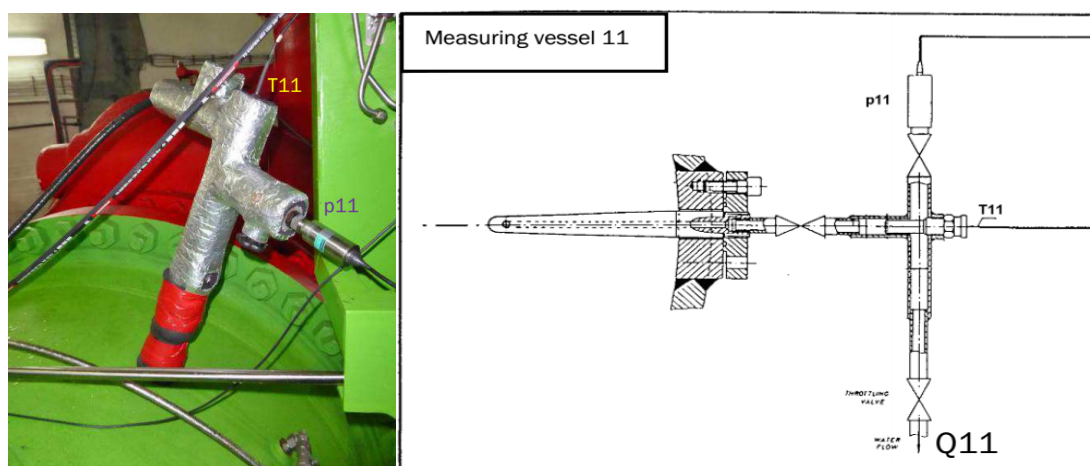 T11
p11
Measuring vessel 11
p11
T11
THROTTLING
VALVE
WATER
FLOW
Q11